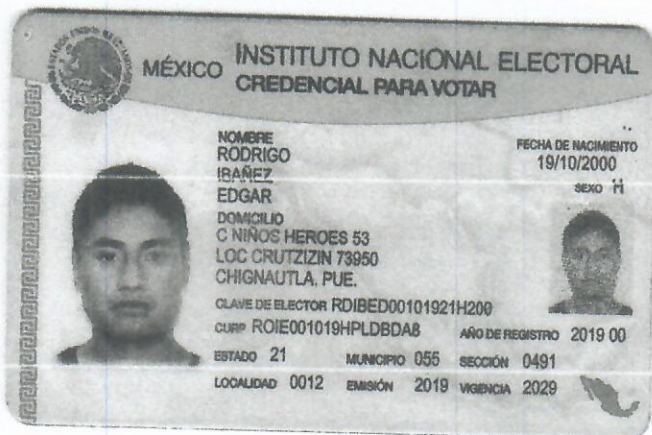 MÉXICO
INSTITUTO NACIONAL ELECTORAL
CREDENCIAL PARA VOTAR
NOMBRE
RODRIGO
IBAÑEZ
EDGAR
FECHA DE NACIMIENTO
19/10/2000
SEXO H
DOMICILIO
C NIÑOS HEROES 53
LOC CRUTZIZIN 73950
CHIGNAUTLA, PUE.
CLAVE DE ELECTOR RDIBED00101921H200
CURP ROIE001019HPLDBDA8 AÑO DE REGISTRO 2019 00
ESTADO 21 MUNICIPIO 055 SECCIÓN 0491
LOCALIDAD 0012 EMISIÓN 2019 VIGENCIA 2029